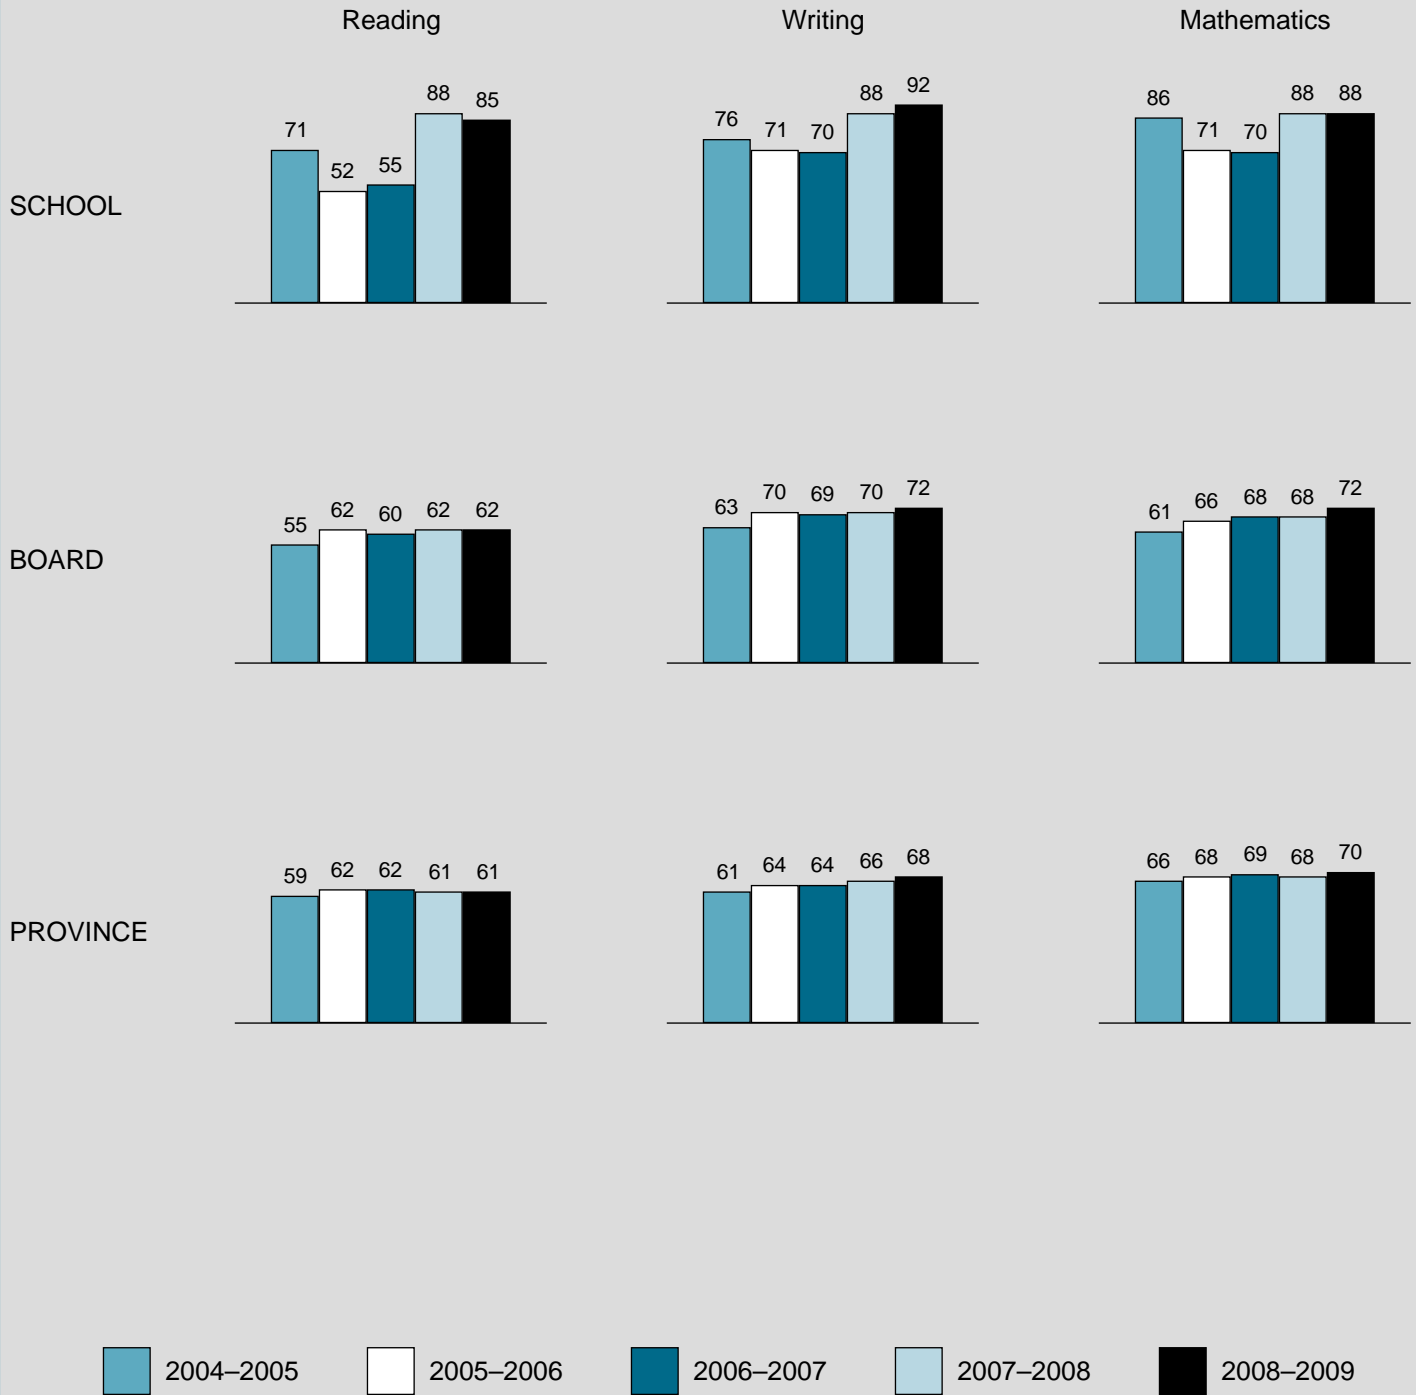 Reading Writing Mathematics
SCHOOL
71 52 55 88 85
76 71 70 88 92
86 71 70 88 88
BOARD
55 62 60 62 62
63 70 69 70 72
61 66 68 68 72
PROVINCE
59 62 62 61 61
61 64 64 66 68
66 68 69 68 70
2004–2005 2005–2006 2006–2007 2007–2008 2008–2009